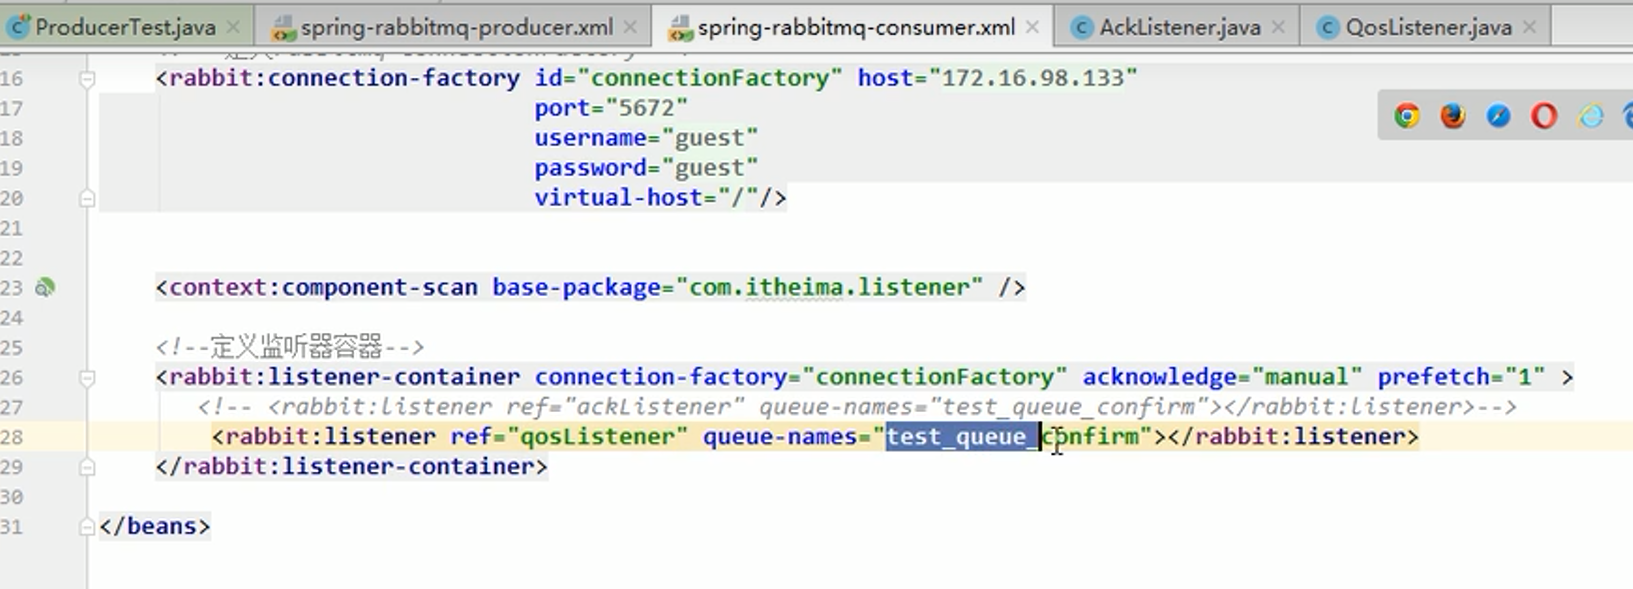 ProducerTest.java × spring-rabbitmq-producer.xml × spring-rabbitmq-consumer.xml × AckListener.java × QosListener.java ×
16 <rabbit:connection-factory id="connectionFactory" host="172.16.98.133"
17 port="5672"
18 username="guest"
19 password="guest"
20 virtual-host="/"/>
21
22
23 <context:component-scan base-package="com.itheima.listener" />
24
25 <!--定义监听器容器-->
26 <rabbit:listener-container connection-factory="connectionFactory" acknowledge="manual" prefetch="1" >
27 <!-- <rabbit:listener ref="ackListener" queue-names="test_queue_confirm"></rabbit:listener>-->
28 <rabbit:listener ref="qosListener" queue-names="test_queue_confirm"></rabbit:listener>
29 </rabbit:listener-container>
30
31 </beans>